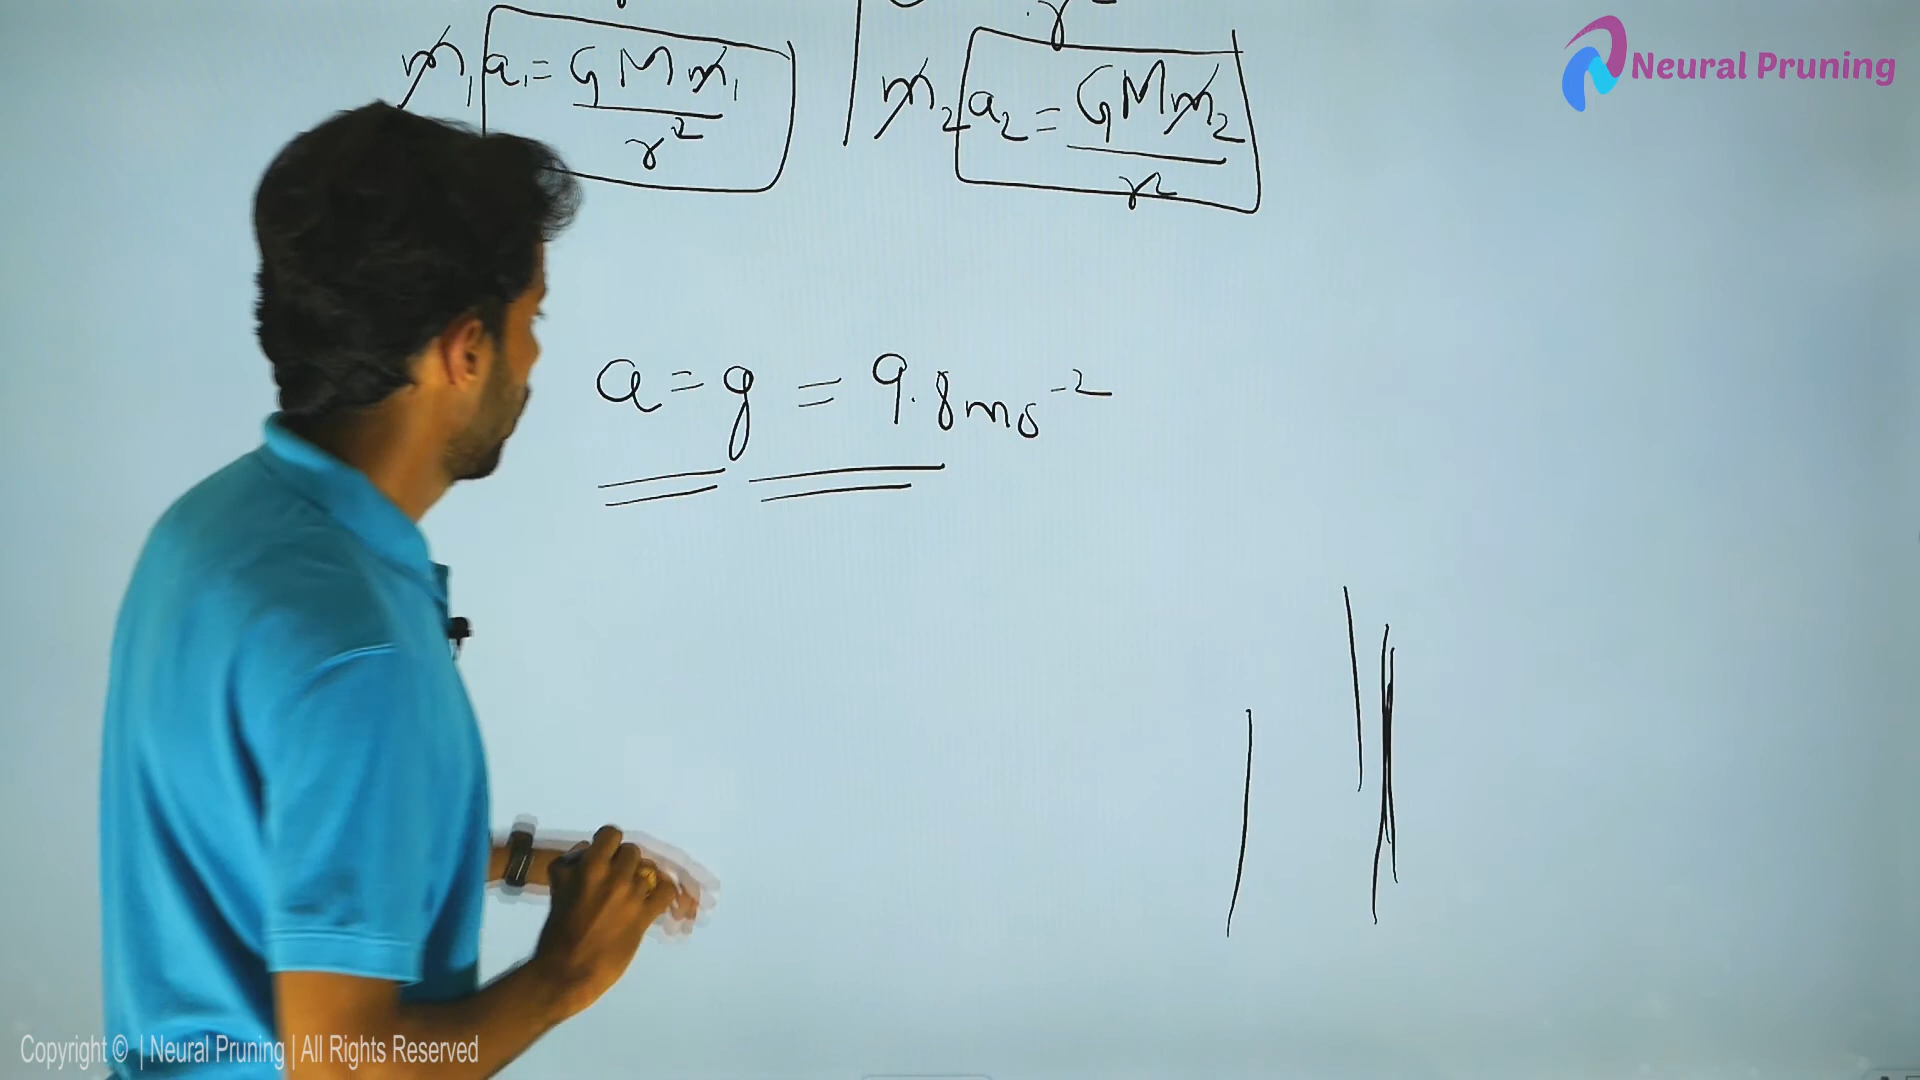 Neural Pruning
m₁a₁ = GMm₁/r²
m₂a₂ = GMm₂/r²
a = g = 9.8ms⁻²
Copyright © | Neural Pruning | All Rights Reserved